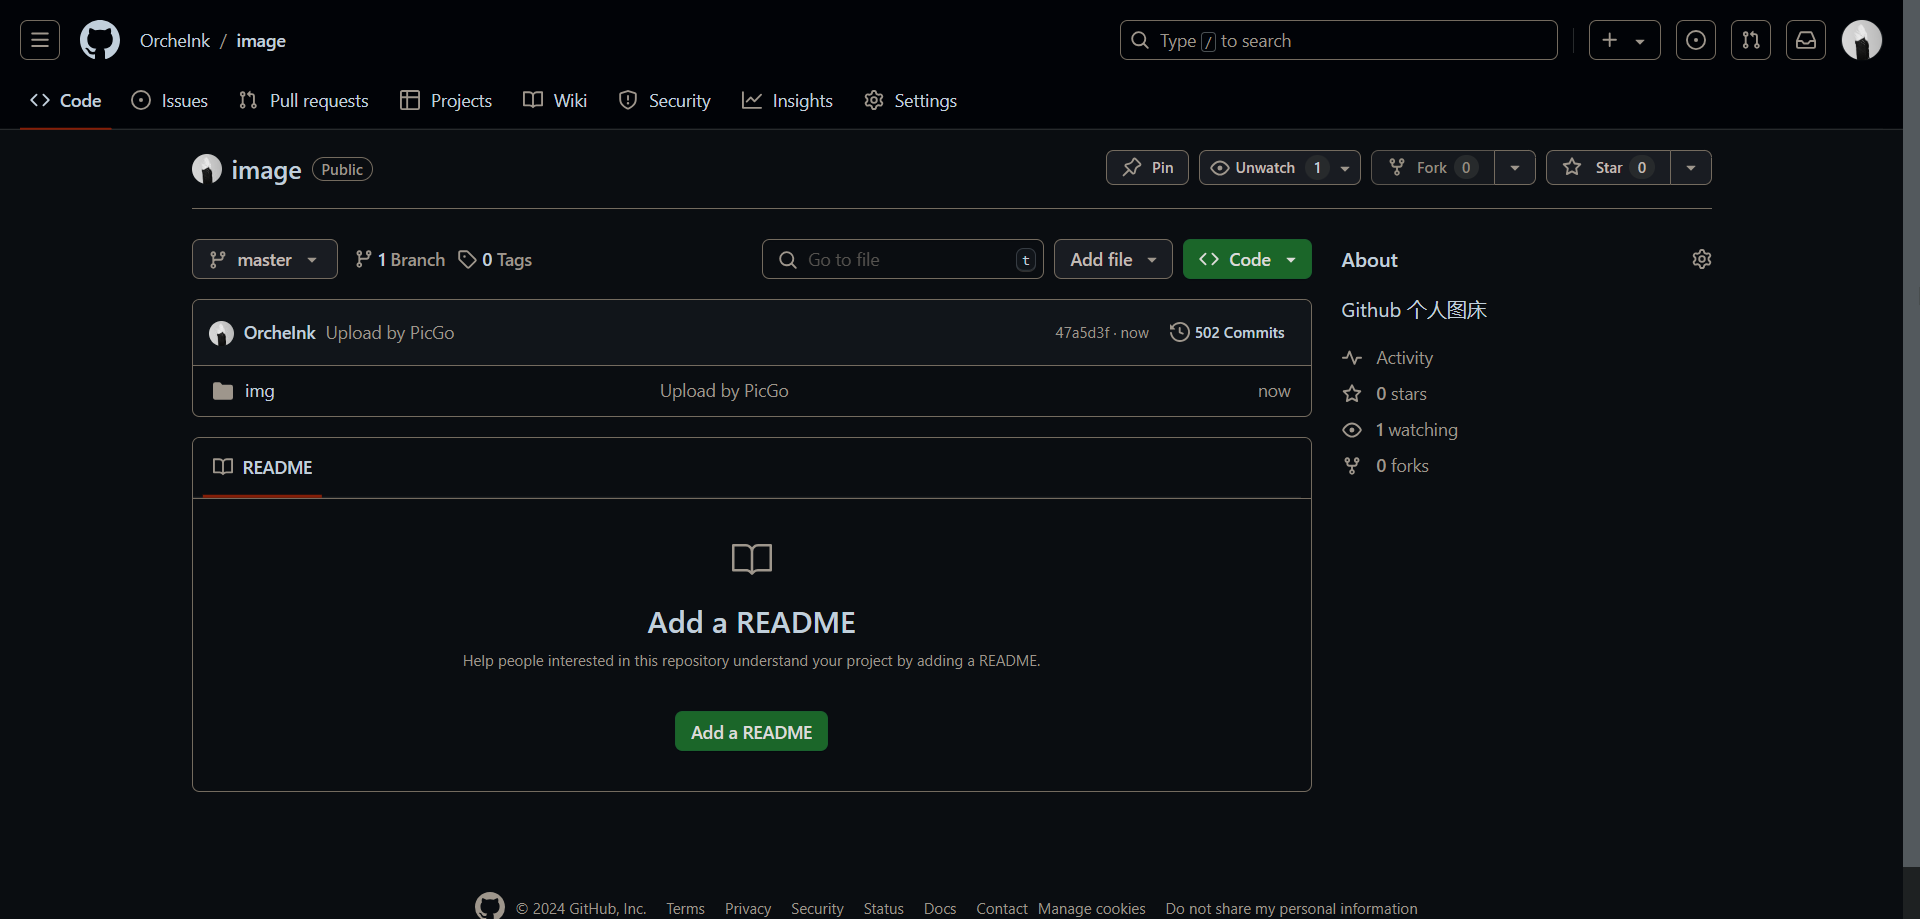 OrcheInk / image
Type / to search
Code Issues Pull requests Projects Wiki Security Insights Settings
image Public
Pin Unwatch 1 Fork 0 Star 0
master 1 Branch 0 Tags
Go to file t Add file Code
About
Github 个人图床
OrcheInk Upload by PicGo 47a5d3f · now 502 Commits
Activity
img Upload by PicGo now
0 stars
1 watching
0 forks
README
Add a README
Help people interested in this repository understand your project by adding a README.
Add a README
© 2024 GitHub, Inc. Terms Privacy Security Status Docs Contact Manage cookies Do not share my personal information